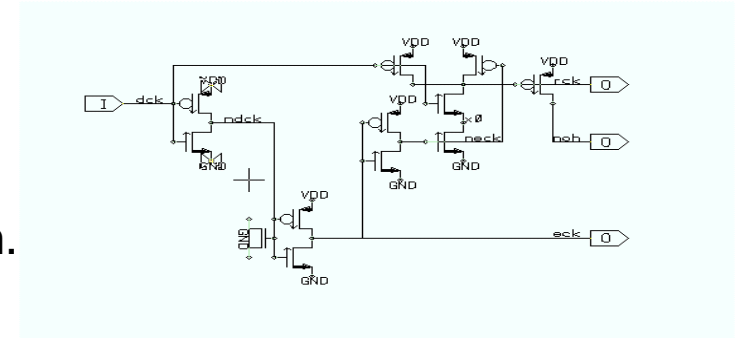 VDD VDD VDD
rck O
I dck VDD
VDD
ndck x0
neck noh O
GND GND GND
VDD
n.
GND eck O
GND